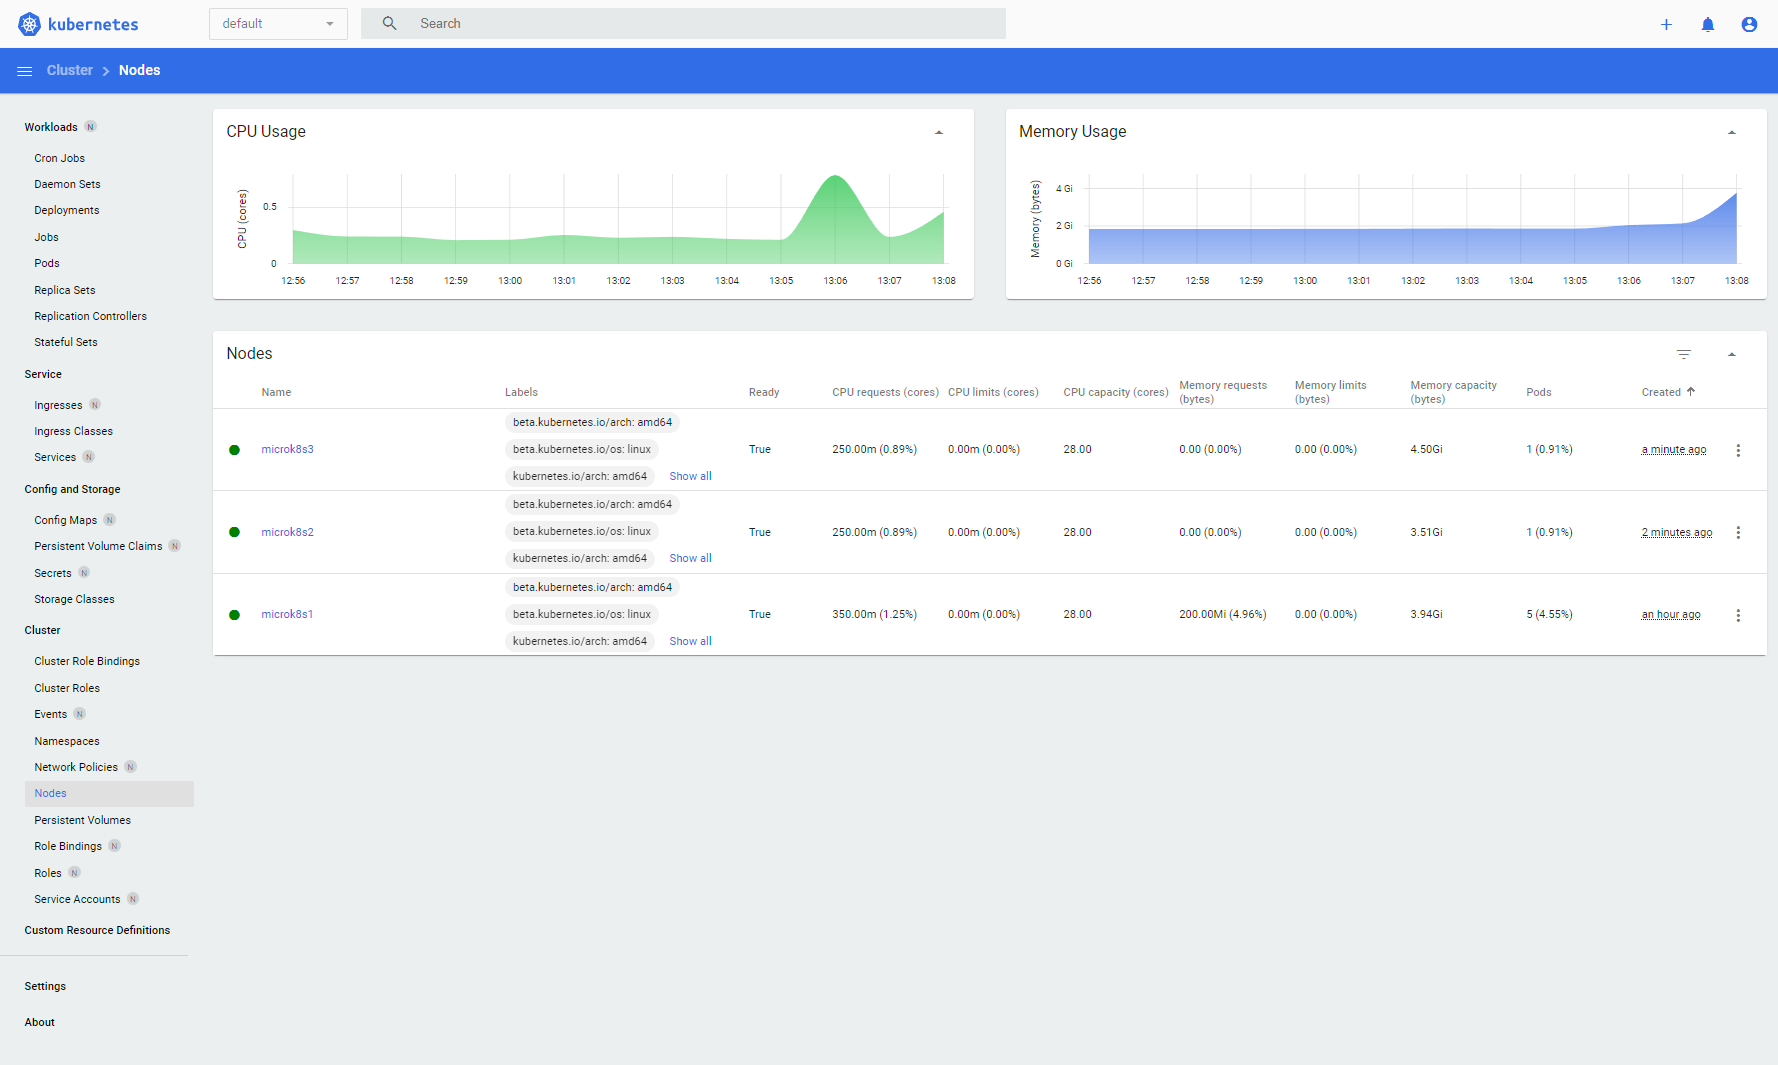 kubernetes
default
Search
Cluster
Nodes
Workloads N
Cron Jobs
Daemon Sets
Deployments
Jobs
Pods
Replica Sets
Replication Controllers
Stateful Sets
Service
Ingresses N
Ingress Classes
Services N
Config and Storage
Config Maps N
Persistent Volume Claims N
Secrets N
Storage Classes
Cluster
Cluster Role Bindings
Cluster Roles
Events N
Namespaces
Network Policies N
Nodes
Persistent Volumes
Role Bindings N
Roles N
Service Accounts N
Custom Resource Definitions
Settings
About
CPU Usage
CPU (cores)
0.5
0
12:56 12:57 12:58 12:59 13:00 13:01 13:02 13:03 13:04 13:05 13:06 13:07 13:08
Memory Usage
Memory (bytes)
4 Gi
2 Gi
0 Gi
12:56 12:57 12:58 12:59 13:00 13:01 13:02 13:03 13:04 13:05 13:06 13:07 13:08
Nodes
Name Labels Ready CPU requests (cores) CPU limits (cores) CPU capacity (cores) Memory requests (bytes) Memory limits (bytes) Memory capacity (bytes) Pods Created
beta.kubernetes.io/arch: amd64
microk8s3 beta.kubernetes.io/os: linux True 250.00m (0.89%) 0.00m (0.00%) 28.00 0.00 (0.00%) 0.00 (0.00%) 4.50Gi 1 (0.91%) a minute ago
kubernetes.io/arch: amd64 Show all
beta.kubernetes.io/arch: amd64
microk8s2 beta.kubernetes.io/os: linux True 250.00m (0.89%) 0.00m (0.00%) 28.00 0.00 (0.00%) 0.00 (0.00%) 3.51Gi 1 (0.91%) 2 minutes ago
kubernetes.io/arch: amd64 Show all
beta.kubernetes.io/arch: amd64
microk8s1 beta.kubernetes.io/os: linux True 350.00m (1.25%) 0.00m (0.00%) 28.00 200.00Mi (4.96%) 0.00 (0.00%) 3.94Gi 5 (4.55%) an hour ago
kubernetes.io/arch: amd64 Show all